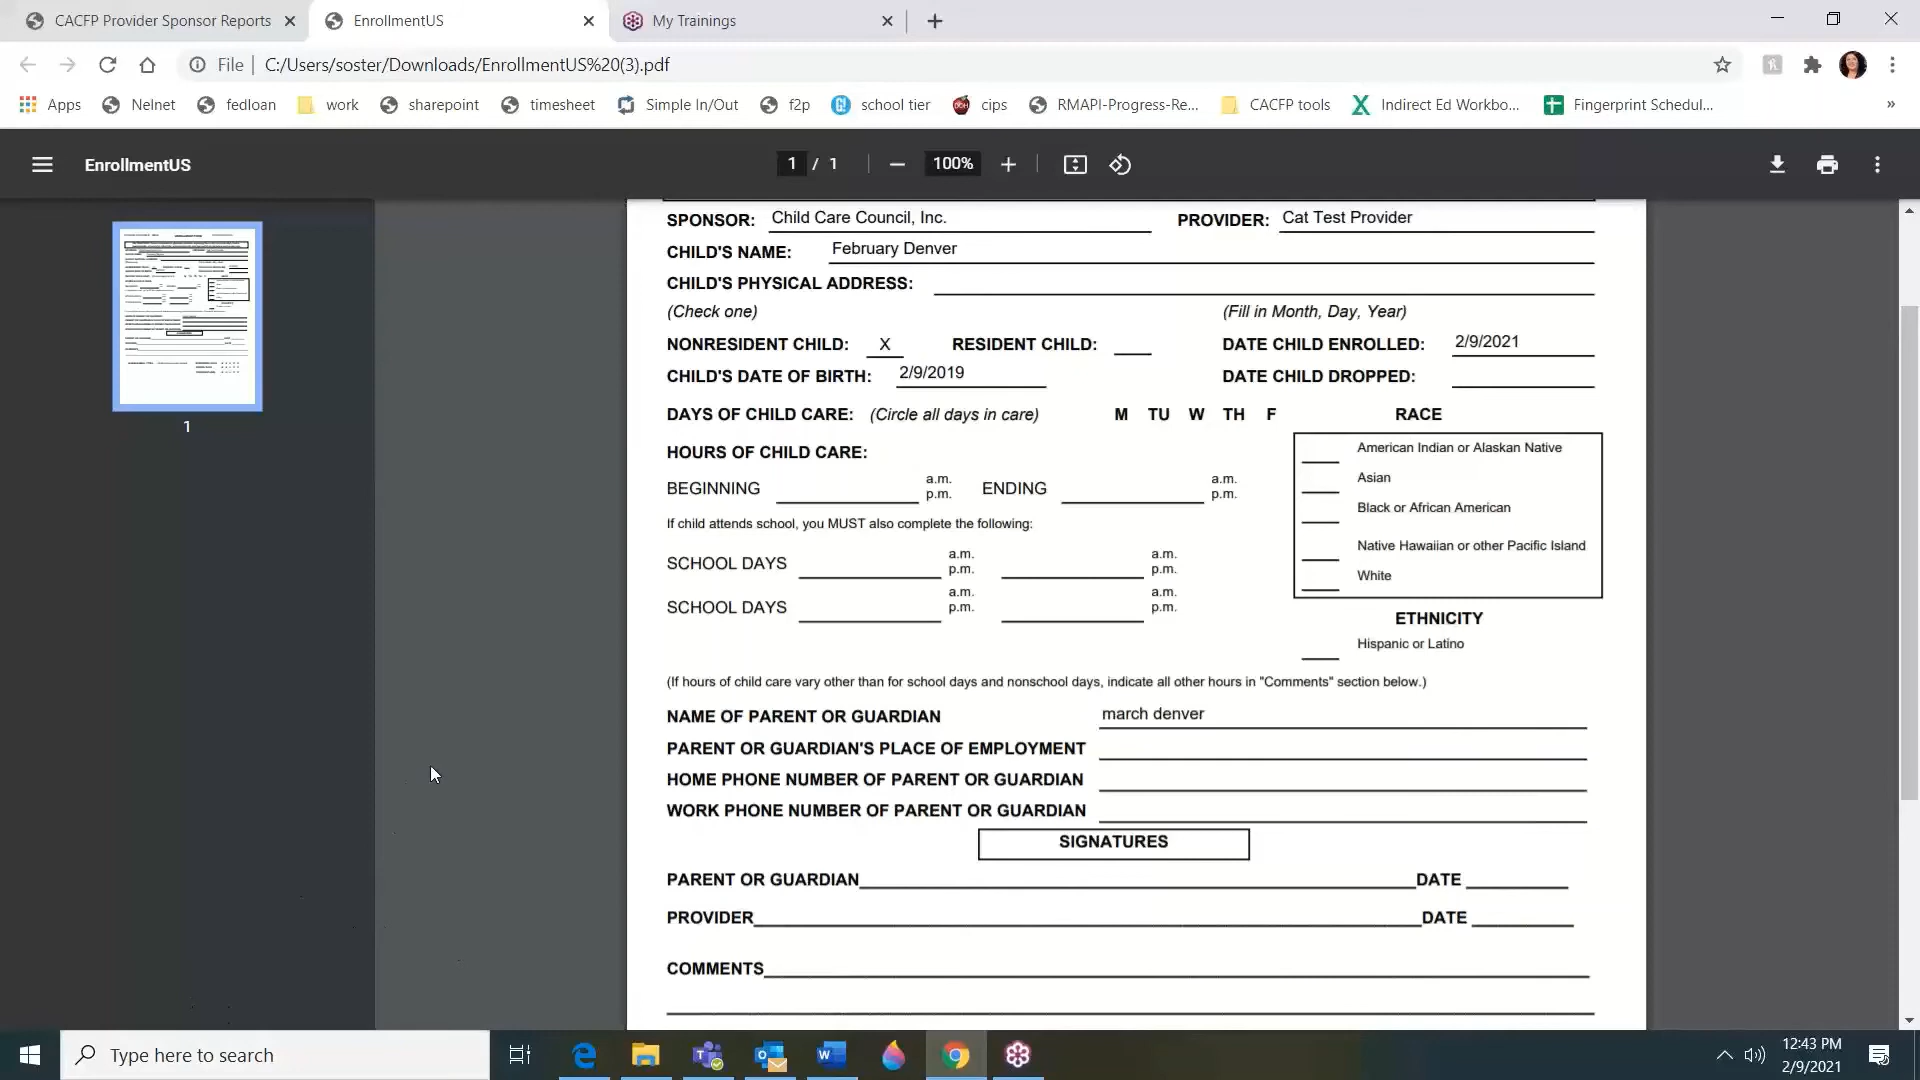 CACFP Provider Sponsor Reports
EnrollmentUS
My Trainings
File | C:/Users/soster/Downloads/EnrollmentUS%20(3).pdf
Apps Nelnet fedloan work sharepoint timesheet Simple In/Out f2p school tier cips RMAPI-Progress-Re... CACFP tools Indirect Ed Workbo... Fingerprint Schedul... »
EnrollmentUS
1 / 1
100%
1
SPONSOR: Child Care Council, Inc. PROVIDER: Cat Test Provider
CHILD'S NAME: February Denver
CHILD'S PHYSICAL ADDRESS:
(Check one) (Fill in Month, Day, Year)
NONRESIDENT CHILD: X RESIDENT CHILD: DATE CHILD ENROLLED: 2/9/2021
CHILD'S DATE OF BIRTH: 2/9/2019 DATE CHILD DROPPED:
DAYS OF CHILD CARE: (Circle all days in care) M TU W TH F RACE
American Indian or Alaskan Native
HOURS OF CHILD CARE:
Asian
BEGINNING a.m. p.m. ENDING a.m. p.m.
Black or African American
If child attends school, you MUST also complete the following:
Native Hawaiian or other Pacific Island
SCHOOL DAYS a.m. p.m. a.m. p.m.
White
SCHOOL DAYS a.m. p.m. a.m. p.m.
ETHNICITY
Hispanic or Latino
(If hours of child care vary other than for school days and nonschool days, indicate all other hours in "Comments" section below.)
NAME OF PARENT OR GUARDIAN march denver
PARENT OR GUARDIAN'S PLACE OF EMPLOYMENT
HOME PHONE NUMBER OF PARENT OR GUARDIAN
WORK PHONE NUMBER OF PARENT OR GUARDIAN
SIGNATURES
PARENT OR GUARDIAN DATE
PROVIDER DATE
COMMENTS
Type here to search
12:43 PM
2/9/2021